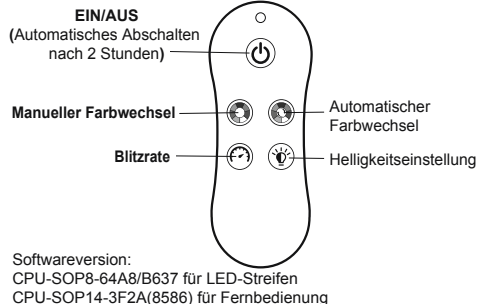 EIN/AUS
(Automatisches Abschalten
nach 2 Stunden)
Manueller Farbwechsel
Automatischer
Farbwechsel
Blitzrate
Helligkeitseinstellung
Softwareversion:
CPU-SOP8-64A8/B637 für LED-Streifen
CPU-SOP14-3F2A(8586) für Fernbedienung